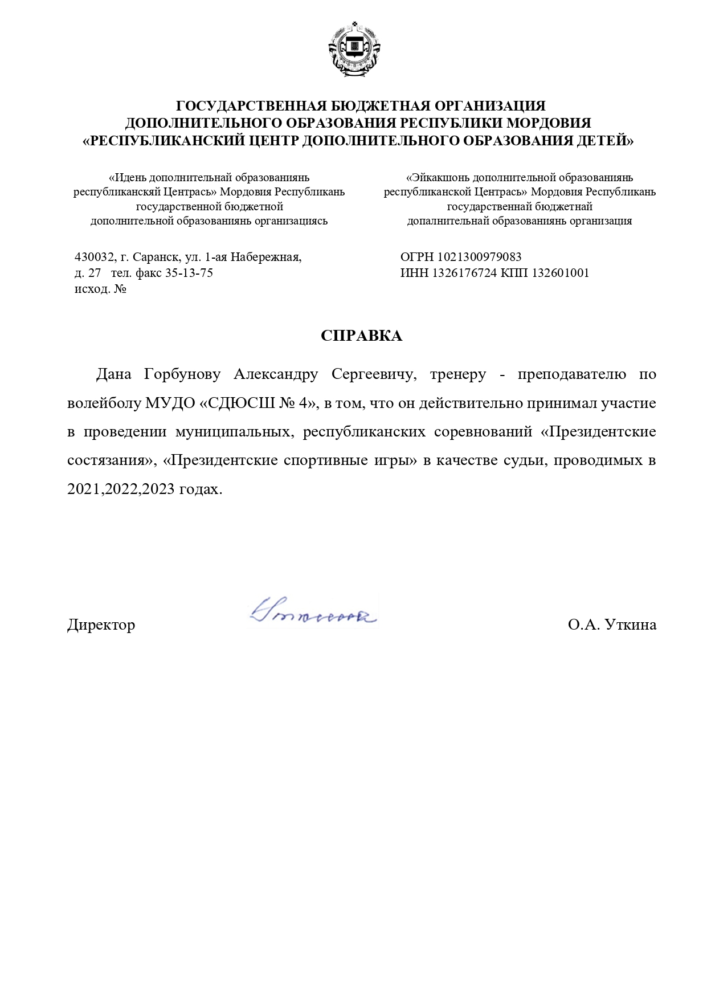 ГОСУДАРСТВЕННАЯ БЮДЖЕТНАЯ ОРГАНИЗАЦИЯ
ДОПОЛНИТЕЛЬНОГО ОБРАЗОВАНИЯ РЕСПУБЛИКИ МОРДОВИЯ
«РЕСПУБЛИКАНСКИЙ ЦЕНТР ДОПОЛНИТЕЛЬНОГО ОБРАЗОВАНИЯ ДЕТЕЙ»
«Идень дополнительнай образованиянь
республиканскяй Центрась» Мордовия Республикань
государственной бюджетной
дополнительной образованиянь организациясь
«Эйкакшонь дополнительной образованиянь
республиканской Центрась» Мордовия Республикань
государственнай бюджетнай
допалнительнай образованиянь организация
430032, г. Саранск, ул. 1-ая Набережная,
д. 27 тел. факс 35-13-75
исход. №
ОГРН 1021300979083
ИНН 1326176724 КПП 132601001
СПРАВКА
Дана Горбунову Александру Сергеевичу, тренеру - преподавателю по
волейболу МУДО «СДЮСШ № 4», в том, что он действительно принимал участие
в проведении муниципальных, республиканских соревнований «Президентские
состязания», «Президентские спортивные игры» в качестве судьи, проводимых в
2021,2022,2023 годах.
Директор
О.А. Уткина